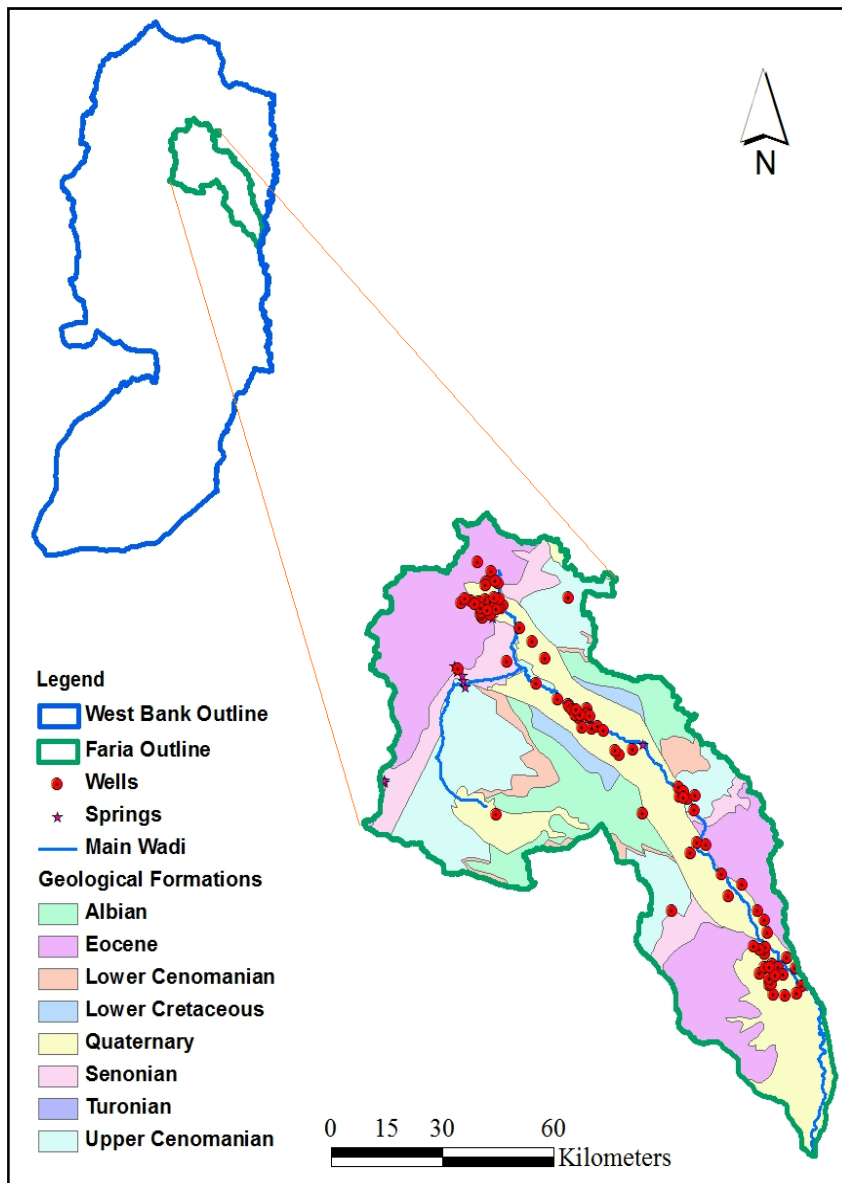 N
Legend
West Bank Outline
Faria Outline
Wells
Springs
Main Wadi
Geological Formations
Albian
Eocene
Lower Cenomanian
Lower Cretaceous
Quaternary
Senonian
Turonian
Upper Cenomanian
0 15 30 60
Kilometers